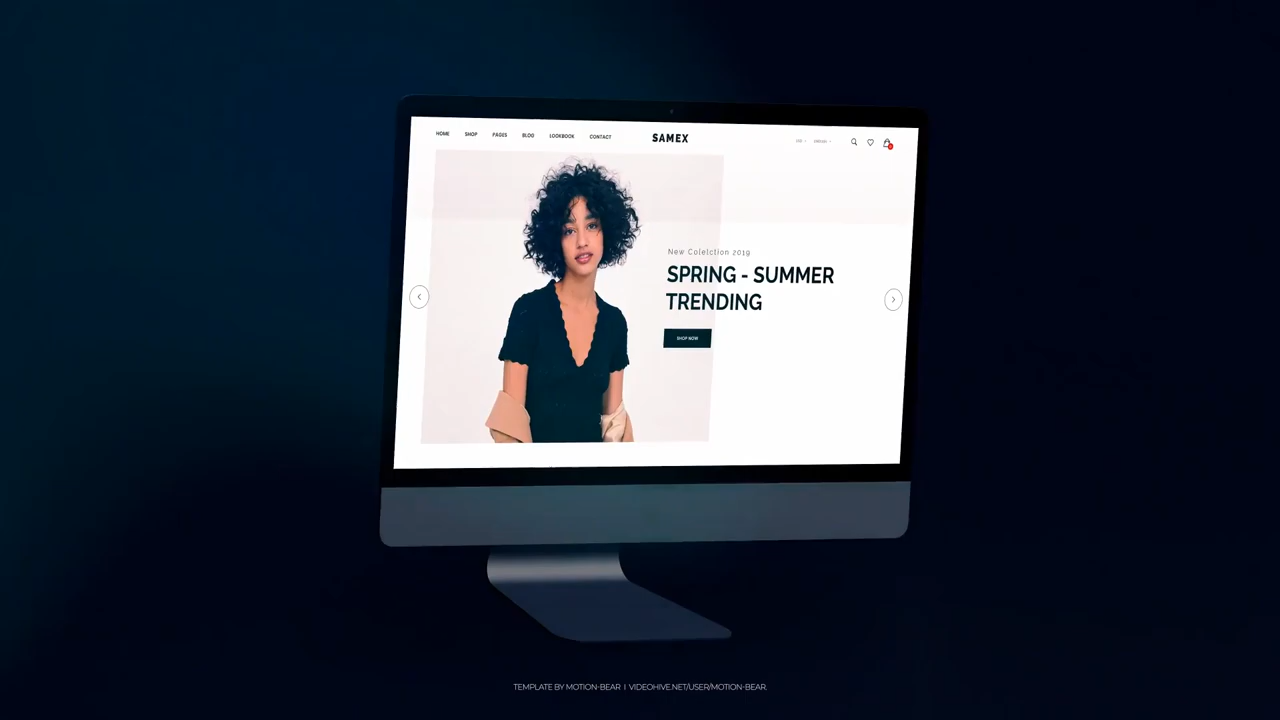 HOME SHOP PAGES BLOG LOOKBOOK CONTACT
SAMEX
New Colelction 2019
SPRING - SUMMER
TRENDING
SHOP NOW
TEMPLATE BY MOTION-BEAR I VIDEOHIVE.NET/USER/MOTION-BEAR.